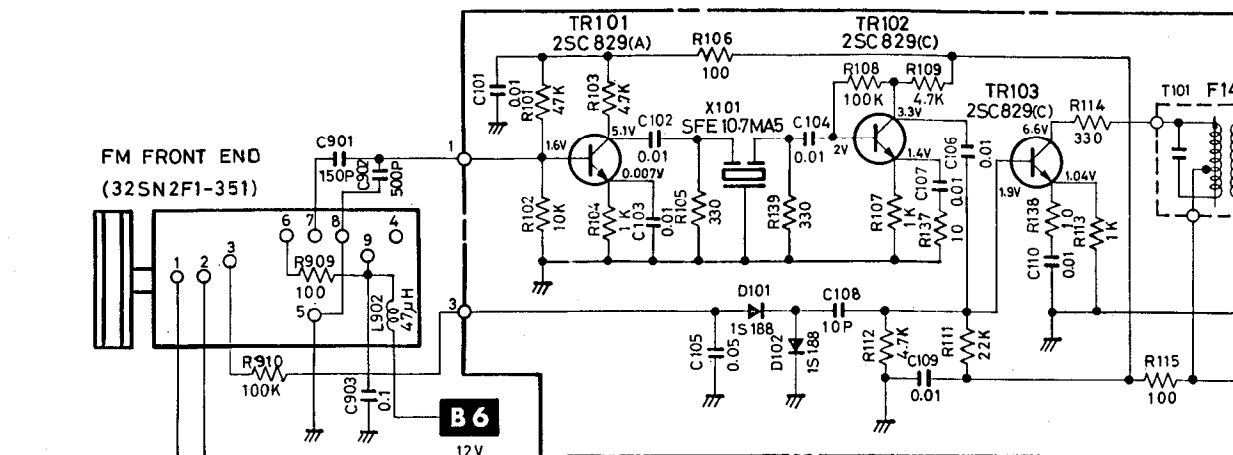 TR101
2SC829(A)
R106
100
TR102
2SC829(C)
C101
0.01
R101
47K
R103
4.7K
5.1V
C102
0.01
X101
SFE 10.7MA5
C104
0.01
R108
100K
R109
4.7K
3.3V
TR103
2SC829(C)
6.6V
R114
330
T101
F14
FM FRONT END
(32SN2F1-351)
C901
150P
C902
500P
1
1.6V
0.007V
R102
10K
R104
1K
C103
0.01
R105
330
R139
330
2V
1.4V
R107
1K
C107
0.01
R137
10
C106
0.01
1.9V
1.04V
R138
10
R113
1K
C110
0.01
1
2
3
6
7
8
9
4
5
R909
100
L902
47μH
R910
100K
C903
0.1
B6
12V
3
C105
0.05
D101
1S188
D102
1S188
C108
10P
R112
4.7K
C109
0.01
R111
22K
R115
100